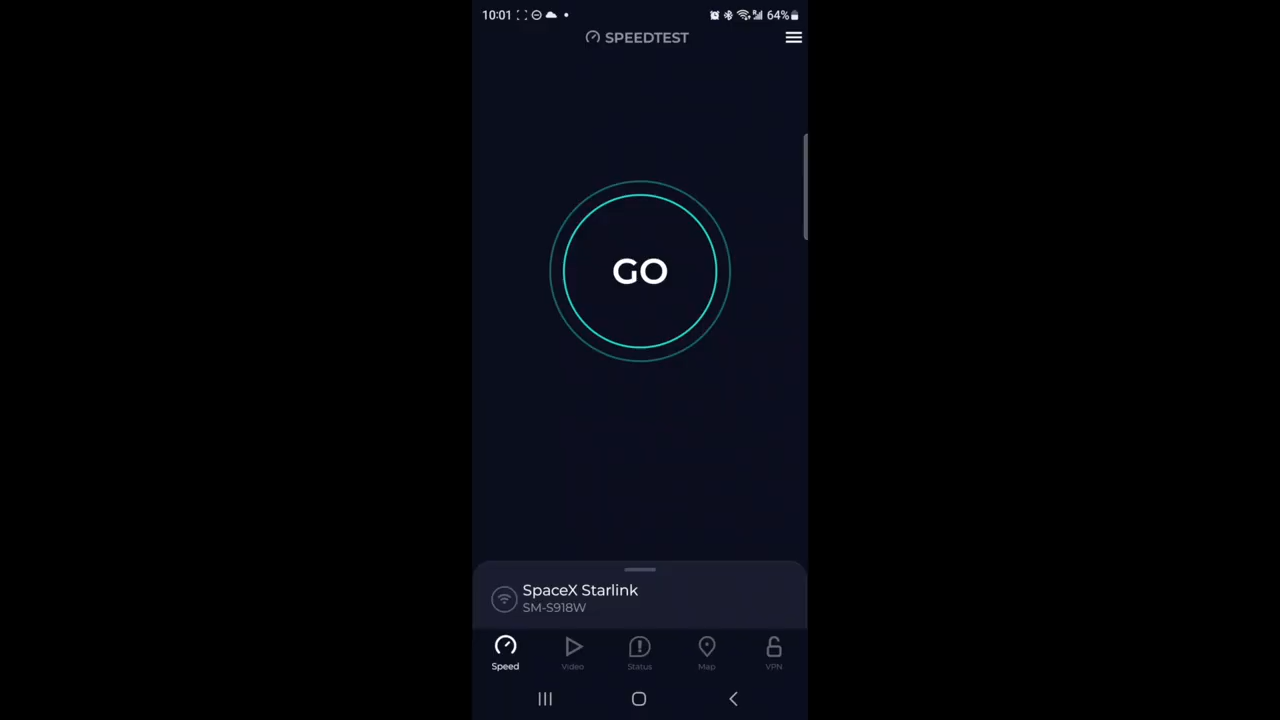 10:01 64%
SPEEDTEST
GO
SpaceX Starlink
SM-S918W
Speed Video Status Map VPN